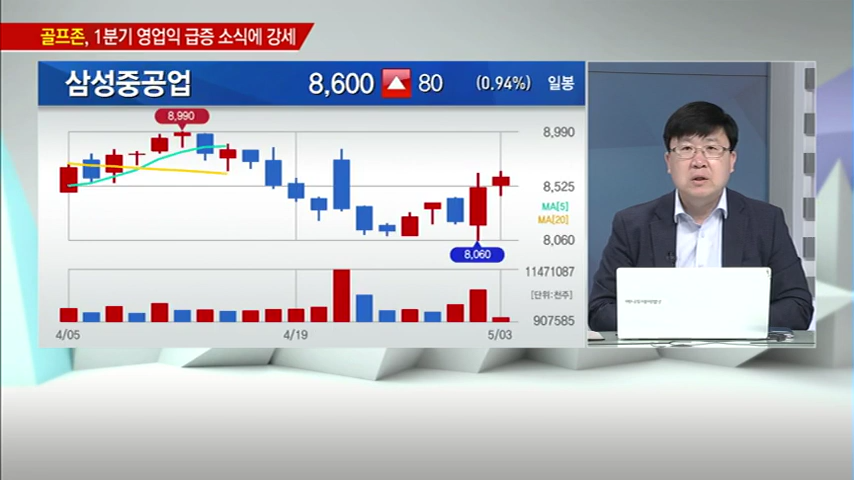 골프존, 1분기 영업익 급증 소식에 강세
삼성중공업 8,600 80 (0.94%) 일봉
8,990
8,990
8,525
MA[5]
MA[20]
8,060
8,060
11471087
[단위:천주]
907585
4/05 4/19 5/03